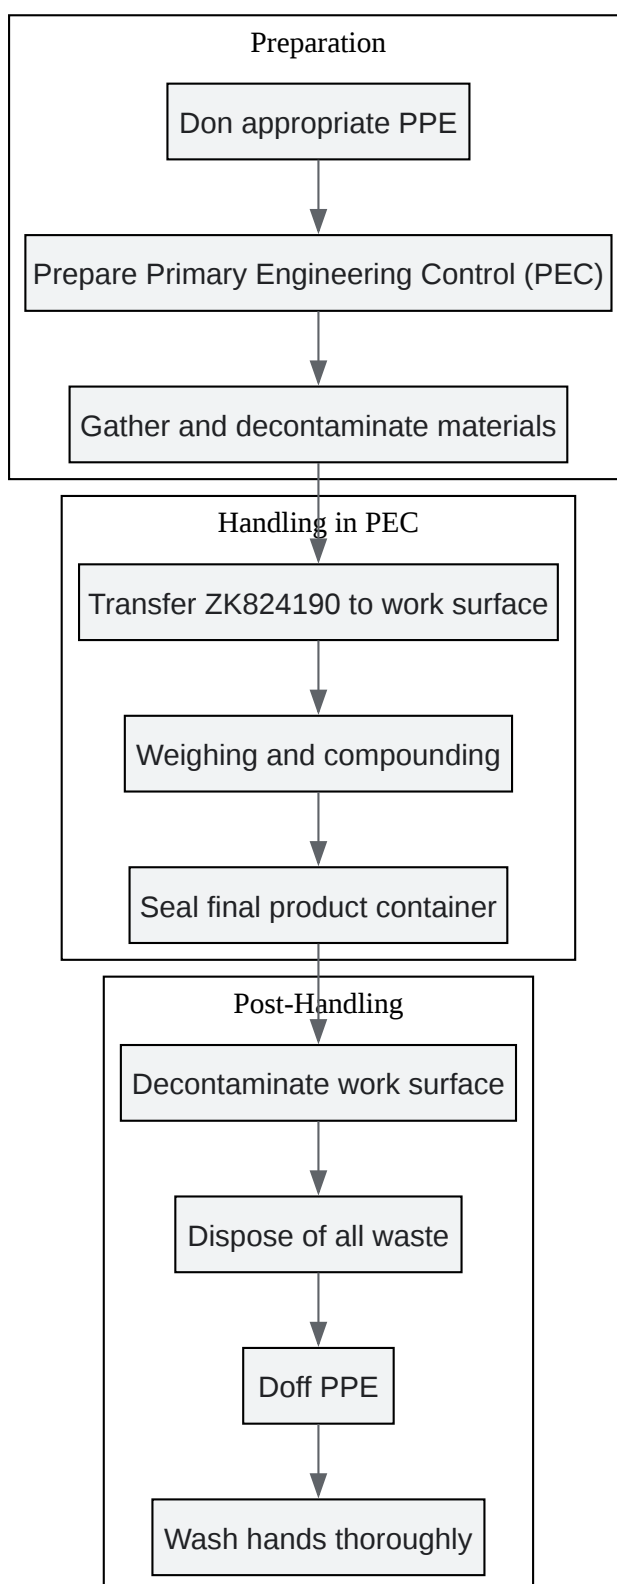 Preparation
Don appropriate PPE
Prepare Primary Engineering Control (PEC)
Gather and decontaminate materials
Handling in PEC
Transfer ZK824190 to work surface
Weighing and compounding
Seal final product container
Post-Handling
Decontaminate work surface
Dispose of all waste
Doff PPE
Wash hands thoroughly